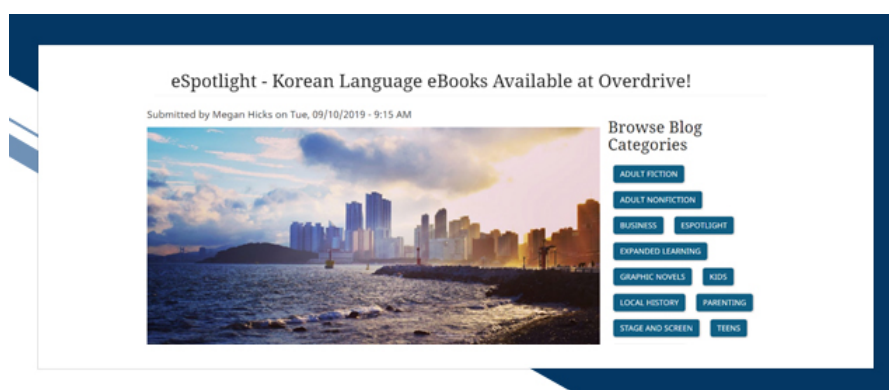 eSpotlight - Korean Language eBooks Available at Overdrive!
Submitted by Megan Hicks on Tue, 09/10/2019 - 9:15 AM
Browse Blog
Categories
ADULT FICTION
ADULT NONFICTION
BUSINESS ESPOTLIGHT
EXPANDED LEARNING
GRAPHIC NOVELS KIDS
LOCAL HISTORY PARENTING
STAGE AND SCREEN TEENS